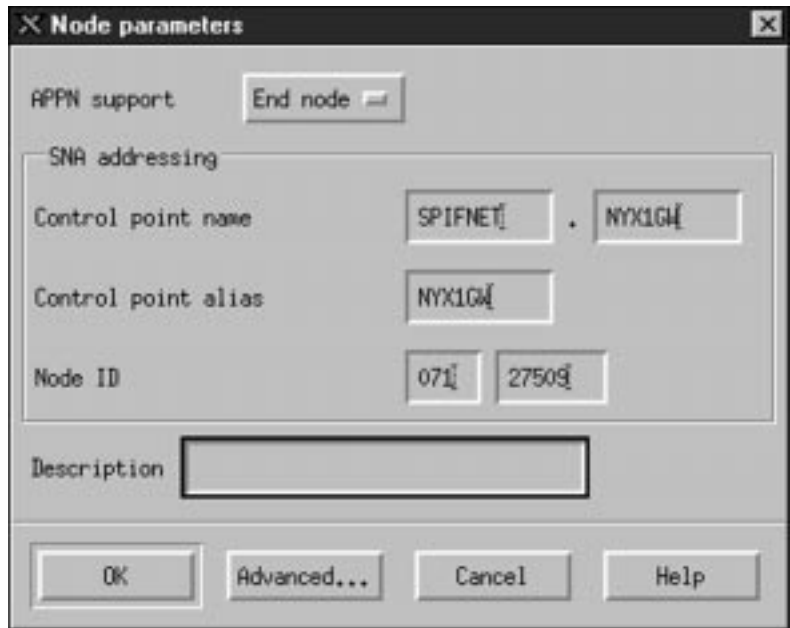 Node parameters
APPN support End node
SNA addressing
Control point name SPIFNET . NYX1GW
Control point alias NYX1GW
Node ID 071 27509
Description
OK Advanced... Cancel Help